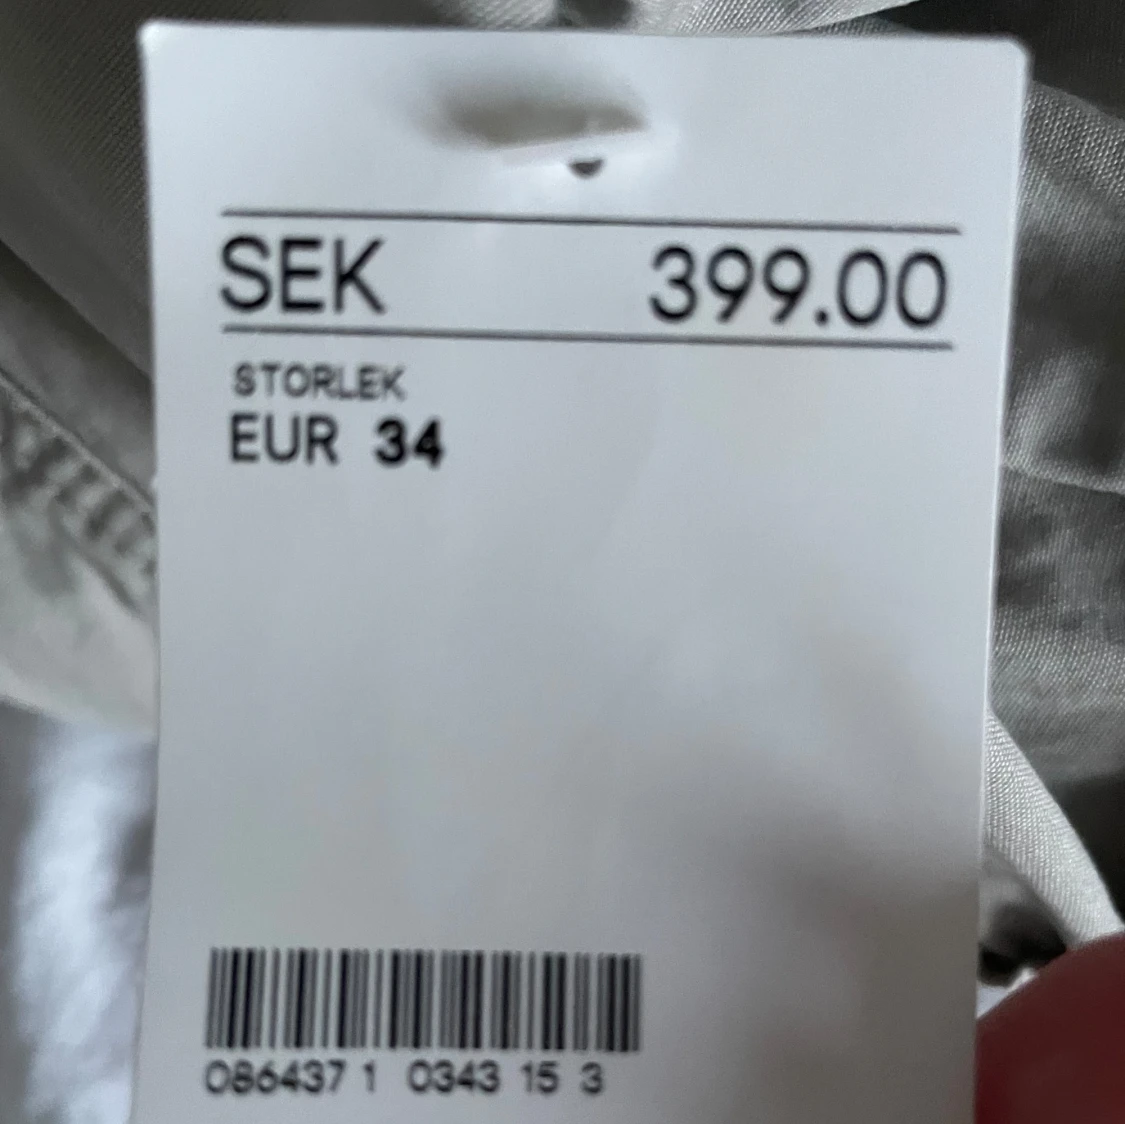 SEK 399.00
STORLEK
EUR 34
086437 1 0343 15 3